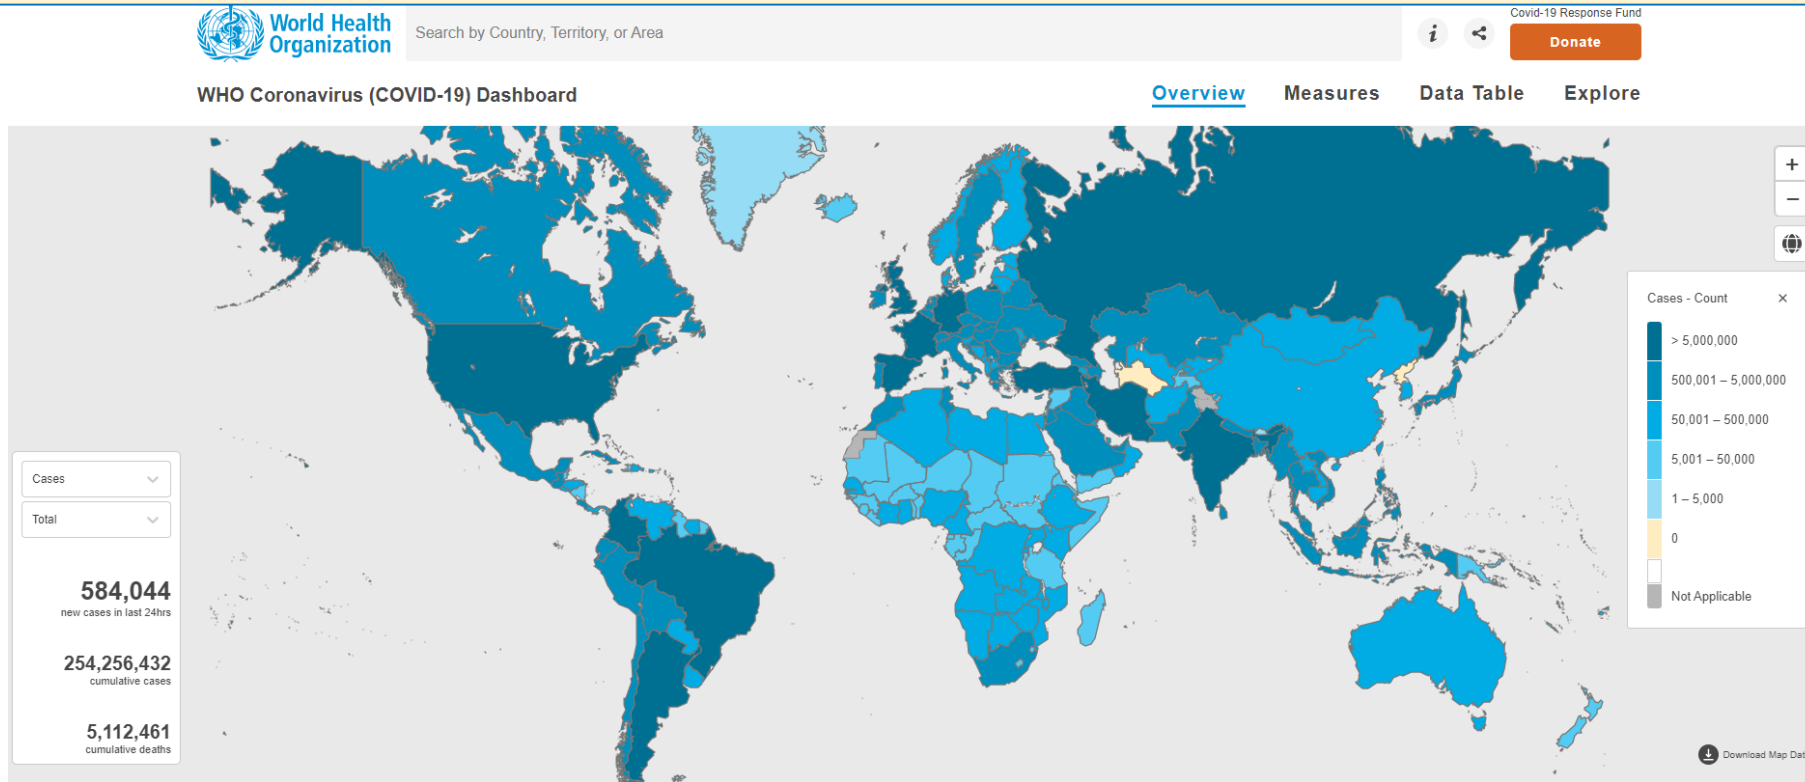 World Health
Organization
Search by Country, Territory, or Area
i
Covid-19 Response Fund
Donate
WHO Coronavirus (COVID-19) Dashboard
Overview
Measures
Data Table
Explore
+
−
Cases - Count
×
> 5,000,000
500,001 – 5,000,000
50,001 – 500,000
5,001 – 50,000
1 – 5,000
0
Not Applicable
Cases
Total
584,044
new cases in last 24hrs
254,256,432
cumulative cases
5,112,461
cumulative deaths
Download Map Dat